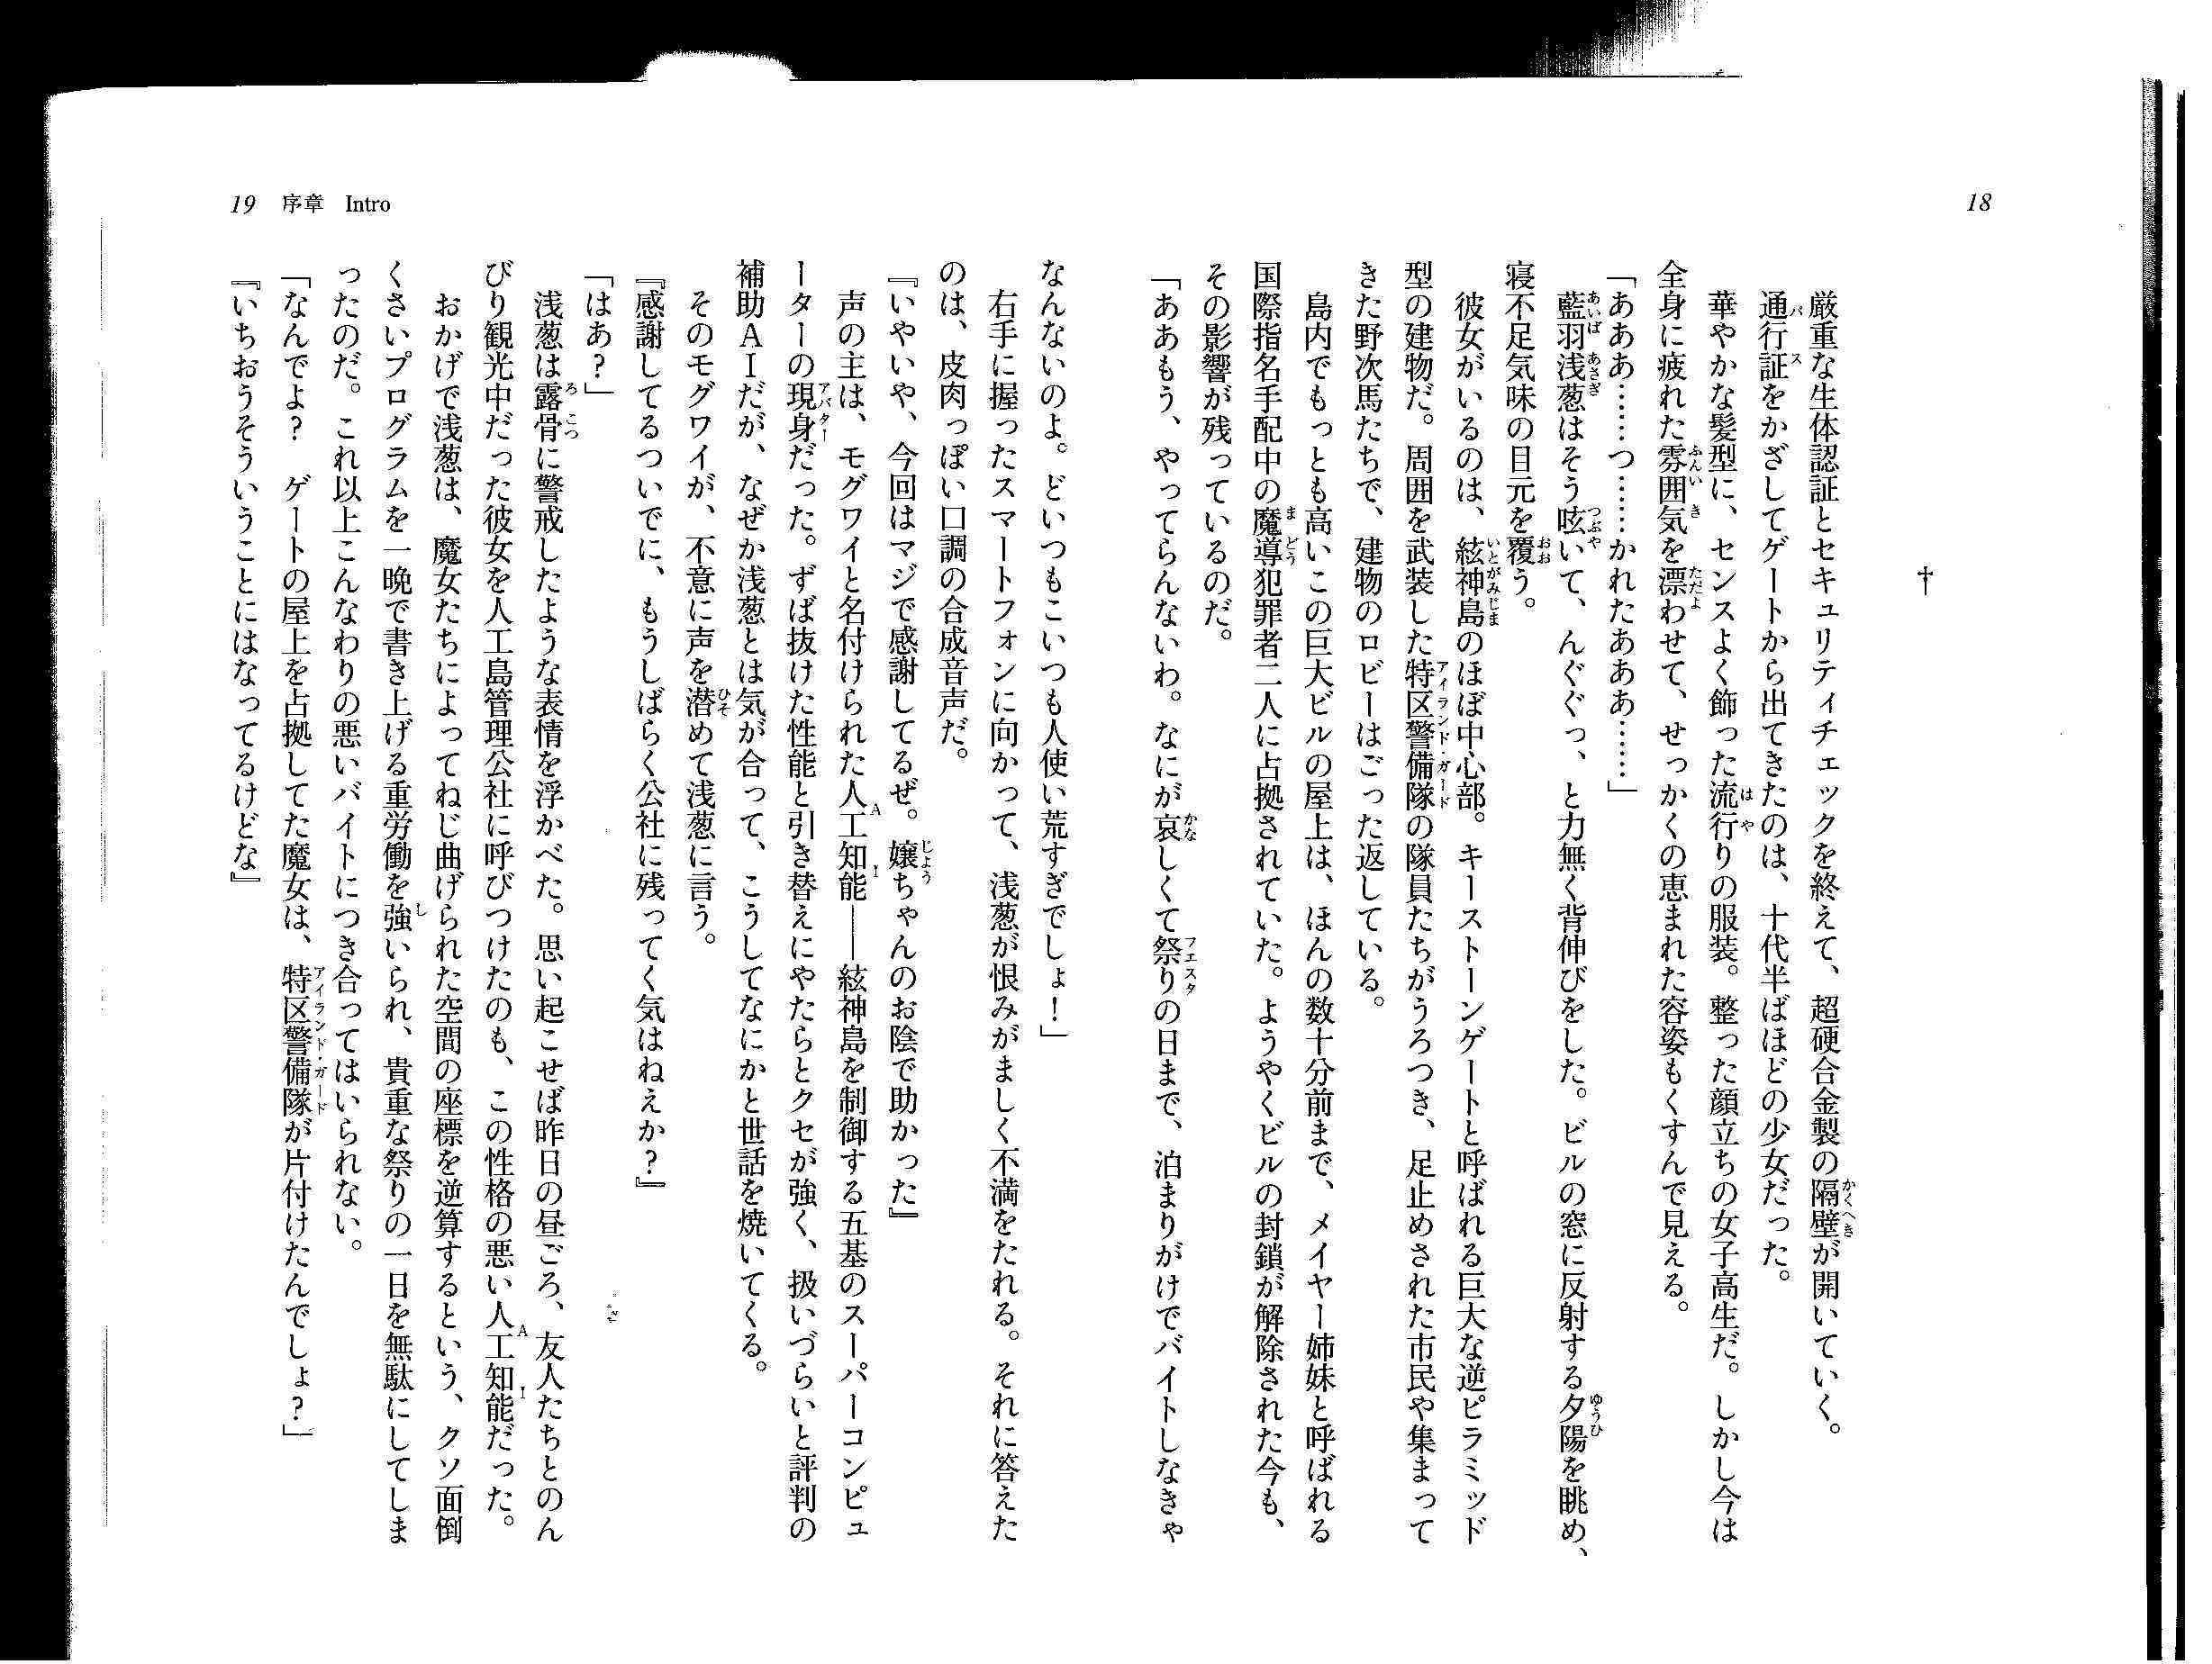 18
†
厳重な生体認証とセキュリティチェックを終えて、超硬合金製の隔壁が開いていく。
通行証をかざしてゲートから出てきたのは、十代半ばほどの少女だった。
華やかな髪型に、センスよく飾った流行りの服装。整った顔立ちの女子高生だ。しかし今は
全身に疲れた雰囲気を漂わせて、せっかくの恵まれた容姿もくすんで見える。
「あああ……つ……かれたあああ……」
藍羽浅葱はそう呟いて、んぐぐっ、と力無く背伸びをした。ビルの窓に反射する夕陽を眺め、
寝不足気味の目元を覆う。
彼女がいるのは、絃神島のほぼ中心部。キーストーンゲートと呼ばれる巨大な逆ピラミッド
型の建物だ。周囲を武装した特区警備隊の隊員たちがうろつき、足止めされた市民や集まって
きた野次馬たちで、建物のロビーはごった返している。
島内でもっとも高いこの巨大ビルの屋上は、ほんの数十分前まで、メイヤー姉妹と呼ばれる
国際指名手配中の魔導犯罪者二人に占拠されていた。ようやくビルの封鎖が解除された今も、
その影響が残っているのだ。
「ああもう、やってらんないわ。なにが哀しくて祭りの日まで、泊まりがけでバイトしなきゃ
19 序章 Intro
なんないのよ。どいつもこいつも人使い荒すぎでしょ！」
右手に握ったスマートフォンに向かって、浅葱が恨みがましく不満をたれる。それに答えた
のは、皮肉っぽい口調の合成音声だ。
『いやいや、今回はマジで感謝してるぜ。嬢ちゃんのお陰で助かった』
声の主は、モグワイと名付けられた人工知能――絃神島を制御する五基のスーパーコンピュ
ーターの現身だった。ずば抜けた性能と引き替えにやたらとクセが強く、扱いづらいと評判の
補助ＡＩだが、なぜか浅葱とは気が合って、こうしてなにかと世話を焼いてくる。
そのモグワイが、不意に声を潜めて浅葱に言う。
『感謝してるついでに、もうしばらく公社に残ってく気はねえか？』
「はあ？」
浅葱は露骨に警戒したような表情を浮かべた。思い起こせば昨日の昼ごろ、友人たちとのん
びり観光中だった彼女を人工島管理公社に呼びつけたのも、この性格の悪い人工知能だった。
おかげで浅葱は、魔女たちによってねじ曲げられた空間の座標を逆算するという、クソ面倒
くさいプログラムを一晩で書き上げる重労働を強いられ、貴重な祭りの一日を無駄にしてしま
ったのだ。これ以上こんなわりの悪いバイトにつき合ってはいられない。
「なんでよ？　ゲートの屋上を占拠してた魔女は、特区警備隊が片付けたんでしょ？」
『いちおうそういうことにはなってるけどな』